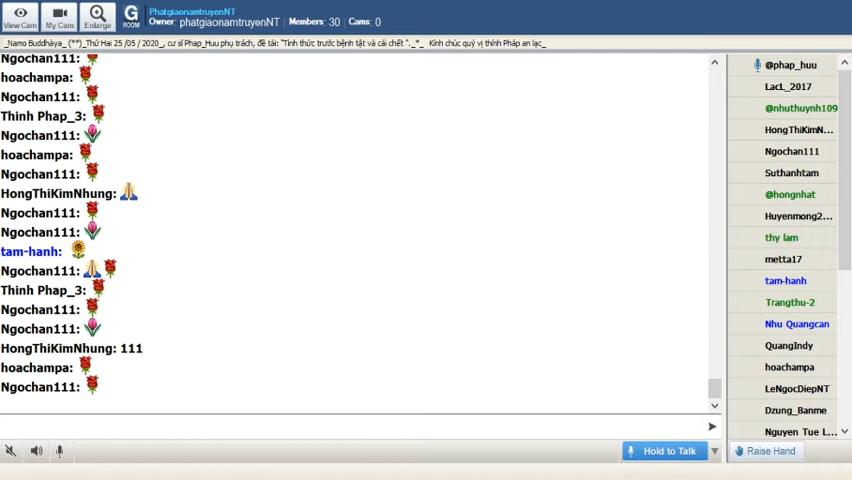 View Cam
My Cam
Enlarge
G
ROOM
PhatgiaonamtruyenNT
Owner: phatgiaonamtruyenNT | Members: 30 | Cams: 0
_Namo Buddhàya_ (**)_Thứ Hai 25 /05 / 2020_, cư sĩ Phap_Huu phụ trách, đề tài: "Tinh thức trước bệnh tật và cái chết "._*_ Kính chúc quý vị thính Pháp an lạc_
Ngochan111:
hoachampa:
Ngochan111:
Thinh Phap_3:
Ngochan111:
hoachampa:
Ngochan111:
HongThiKimNhung:
Ngochan111:
Ngochan111:
tam-hanh:
Ngochan111:
Thinh Phap_3:
Ngochan111:
Ngochan111:
HongThiKimNhung: 111
hoachampa:
Ngochan111:
@phap_huu
LacL_2017
@nhuthuynh109
HongThiKimN...
Ngochan111
Suthanhtam
@hongnhat
Huyenmong2...
thy lam
metta17
tam-hanh
Trangthu-2
Nhu Quangcan
QuangIndy
hoachampa
LeNgocDiepNT
Dzung_Banme
Nguyen Tue L...
Hold to Talk
Raise Hand